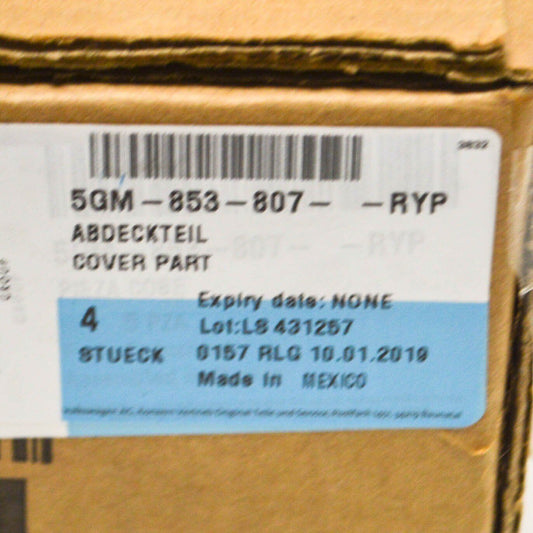 3632
5GM-853-807- -RYP
ABDECKTEIL
COVER PART
4
STUECK
Expiry date: NONE
Lot:LS 431257
0157 RLG 10.01.2019
Made in MEXICO